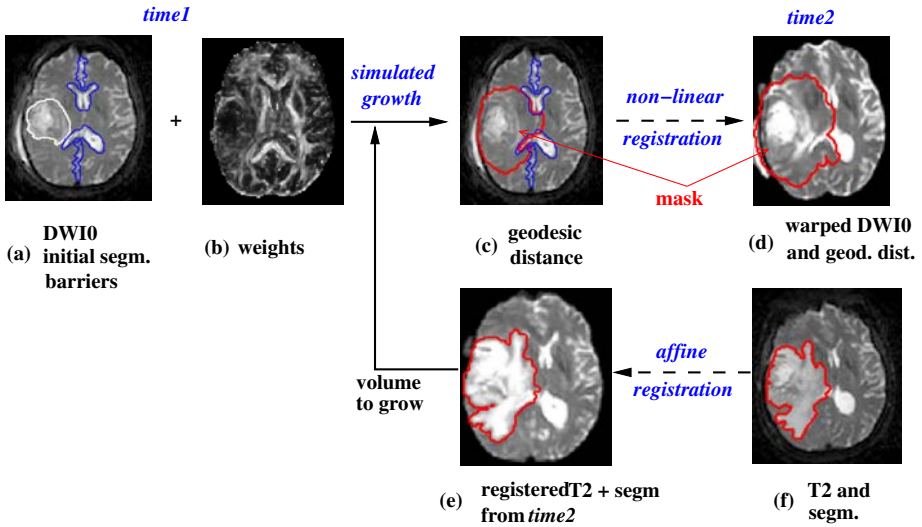 time1
time2
simulated
growth
+
non−linear
registration
mask
(a) DWI0
initial segm.
barriers
(b) weights
(c) geodesic
distance
(d) warped DWI0
and geod. dist.
volume
to grow
affine
registration
(e) registeredT2 + segm
from time2
(f) T2 and
segm.